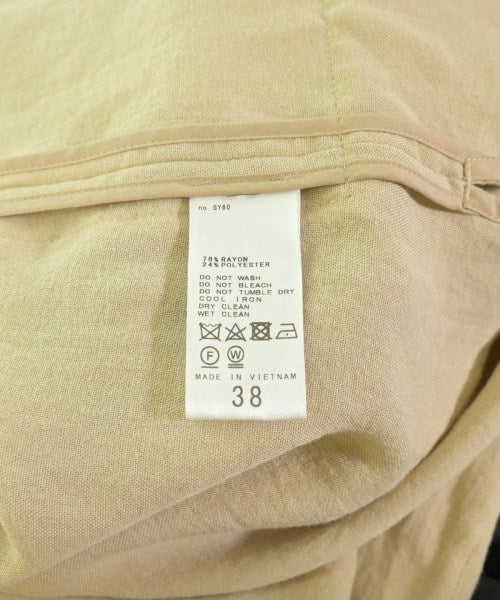 no. GY60
76% RAYON
24% POLYESTER
DO NOT WASH
DO NOT BLEACH
DO NOT TUMBLE DRY
COOL IRON
DRY CLEAN
WET CLEAN
F W
MADE IN VIETNAM
38